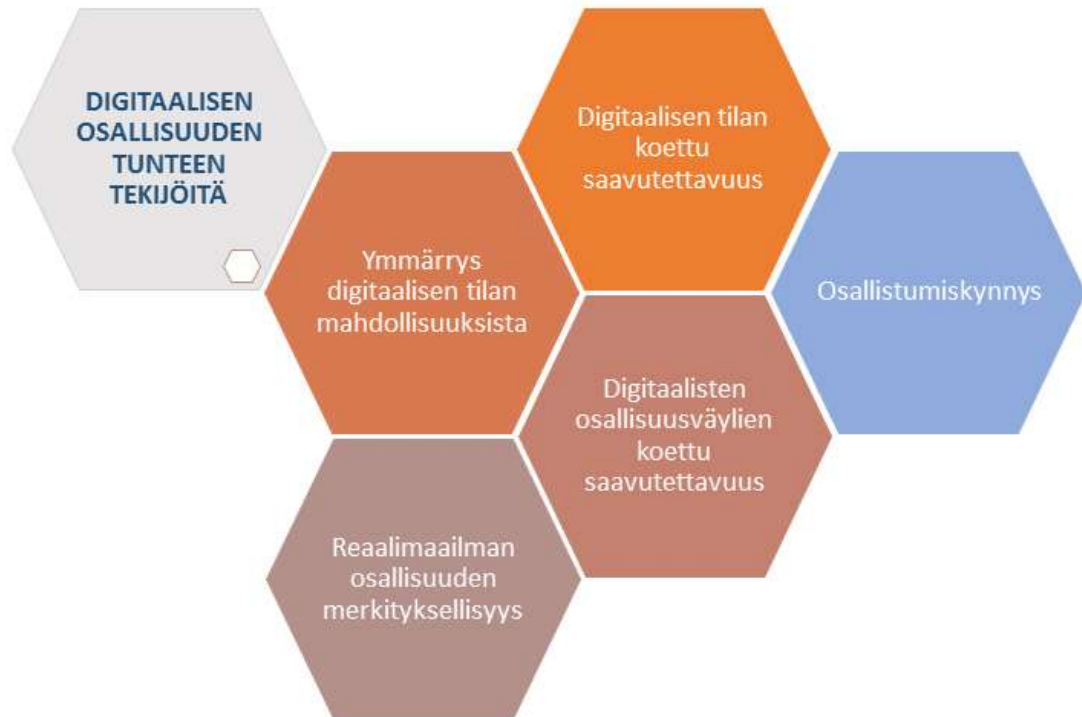 DIGITAALISEN
OSALLISUUDEN
TUNTEEN
TEKIJÖITÄ
Digitaalisen tilan
koettu
saavutettavuus
Ymmärrys
digitaalisen tilan
mahdollisuuksista
Osallistumiskynnys
Digitaalisten
osallisuusväylien
koettu
saavutettavuus
Reaalimaailman
osallisuuden
merkityksellisyys